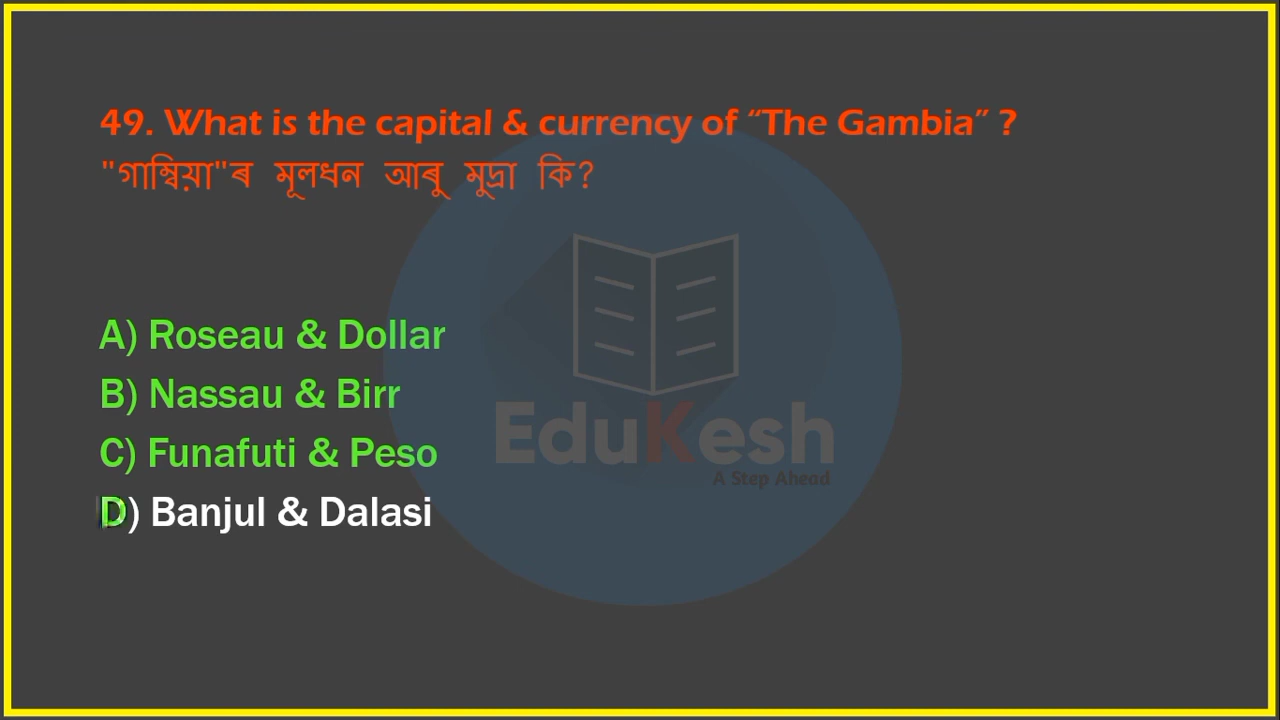 49. What is the capital & currency of “The Gambia” ?
"গাম্বিয়া"ৰ মূলধন আৰু মুদ্ৰা কি?
A) Roseau & Dollar
B) Nassau & Birr
C) Funafuti & Peso
D) Banjul & Dalasi
EduKesh
A Step Ahead